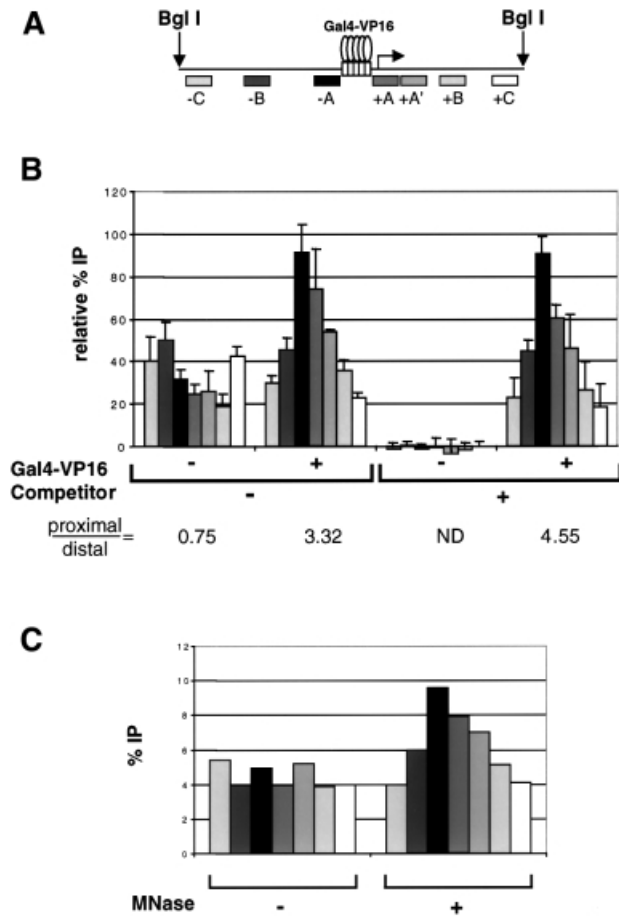 A
Bgl I
Gal4-VP16
Bgl I
-C -B -A +A +A' +B +C
B
relative % IP
120
100
80
60
40
20
0
Gal4-VP16 - + - +
Competitor - +
proximal
distal = 0.75 3.32 ND 4.55
C
% IP
12
10
8
6
4
2
0
MNase - +